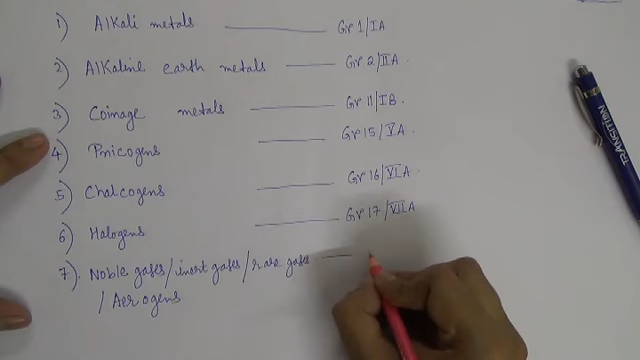 1) Alkali metals ———— Gr 1/IA
2) Alkaline earth metals —— Gr 2/IIA.
3) Coinage metals ——— Gr 11/IB.
4) Pnicogens ——— Gr 15/VA
5) Chalcogens ——— Gr 16/VIA.
6) Halogens ——— Gr 17/VIIA
7). Noble gases/inert gases/rare gases ——
/Aerogens
TRANSITION